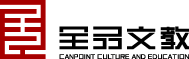 全品文教
CANPOINT CULTURE AND EDUCATION